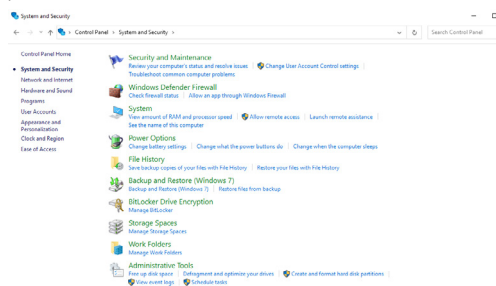 System and Security
Control Panel > System and Security >
Search Control Panel
Control Panel Home
System and Security
Network and Internet
Hardware and Sound
Programs
User Accounts
Appearance and
Personalization
Clock and Region
Ease of Access
Security and Maintenance
Review your computer's status and resolve issues | Change User Account Control settings |
Troubleshoot common computer problems
Windows Defender Firewall
Check firewall status | Allow an app through Windows Firewall
System
View amount of RAM and processor speed | Allow remote access | Launch remote assistance |
See the name of this computer
Power Options
Change battery settings | Change what the power buttons do | Change when the computer sleeps
File History
Save backup copies of your files with File History | Restore your files with File History
Backup and Restore (Windows 7)
Backup and Restore (Windows 7) | Restore files from backup
BitLocker Drive Encryption
Manage BitLocker
Storage Spaces
Manage Storage Spaces
Work Folders
Manage Work Folders
Administrative Tools
Free up disk space | Defragment and optimize your drives | Create and format hard disk partitions |
View event logs | Schedule tasks